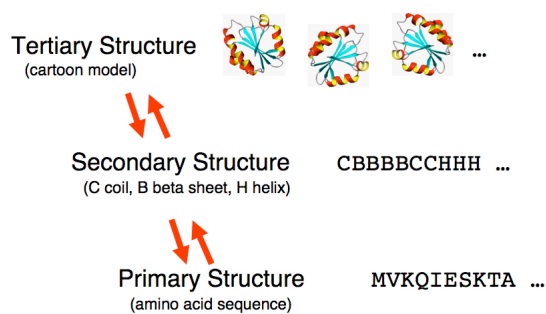 Tertiary Structure
(cartoon model)
…
Secondary Structure
(C coil, B beta sheet, H helix)
CBBBBCCHHH …
Primary Structure
(amino acid sequence)
MVKQIESKTA …